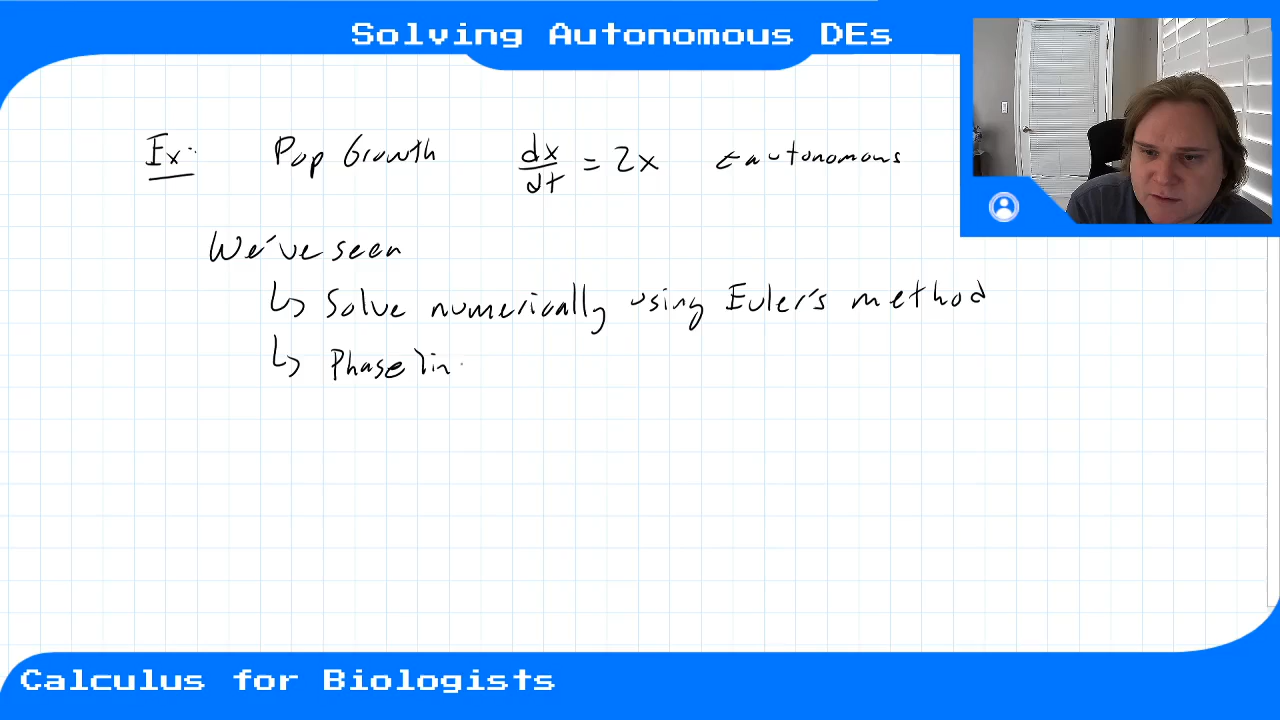 Solving Autonomous DEs
Ex: Pop Growth dx/dt = 2x ← autonomous
We've seen
↳ Solve numerically using Euler's method
↳ Phase lin
Calculus for Biologists